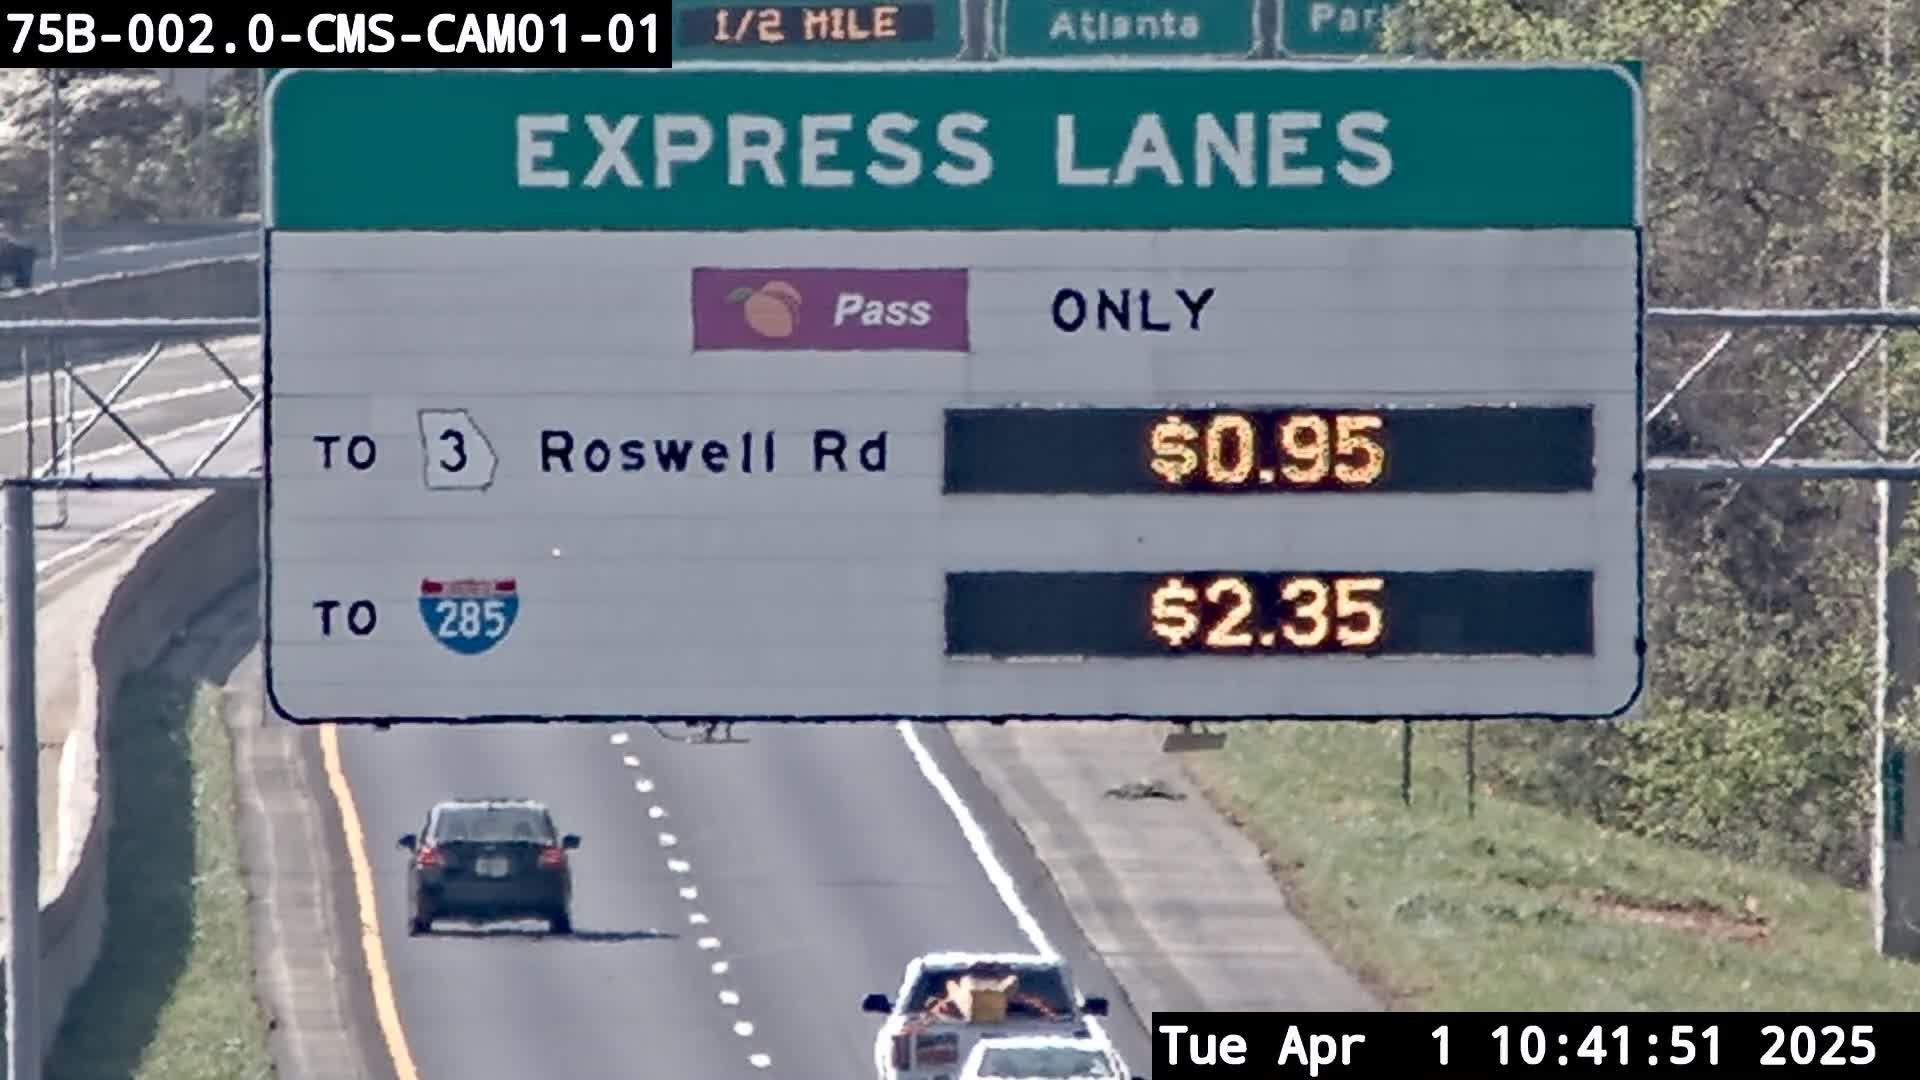 75B-002.0-CMS-CAM01-01
1/2 MILE
Atlanta
EXPRESS LANES
Pass ONLY
TO 3 Roswell Rd $0.95
TO 285 $2.35
Tue Apr 1 10:41:51 2025